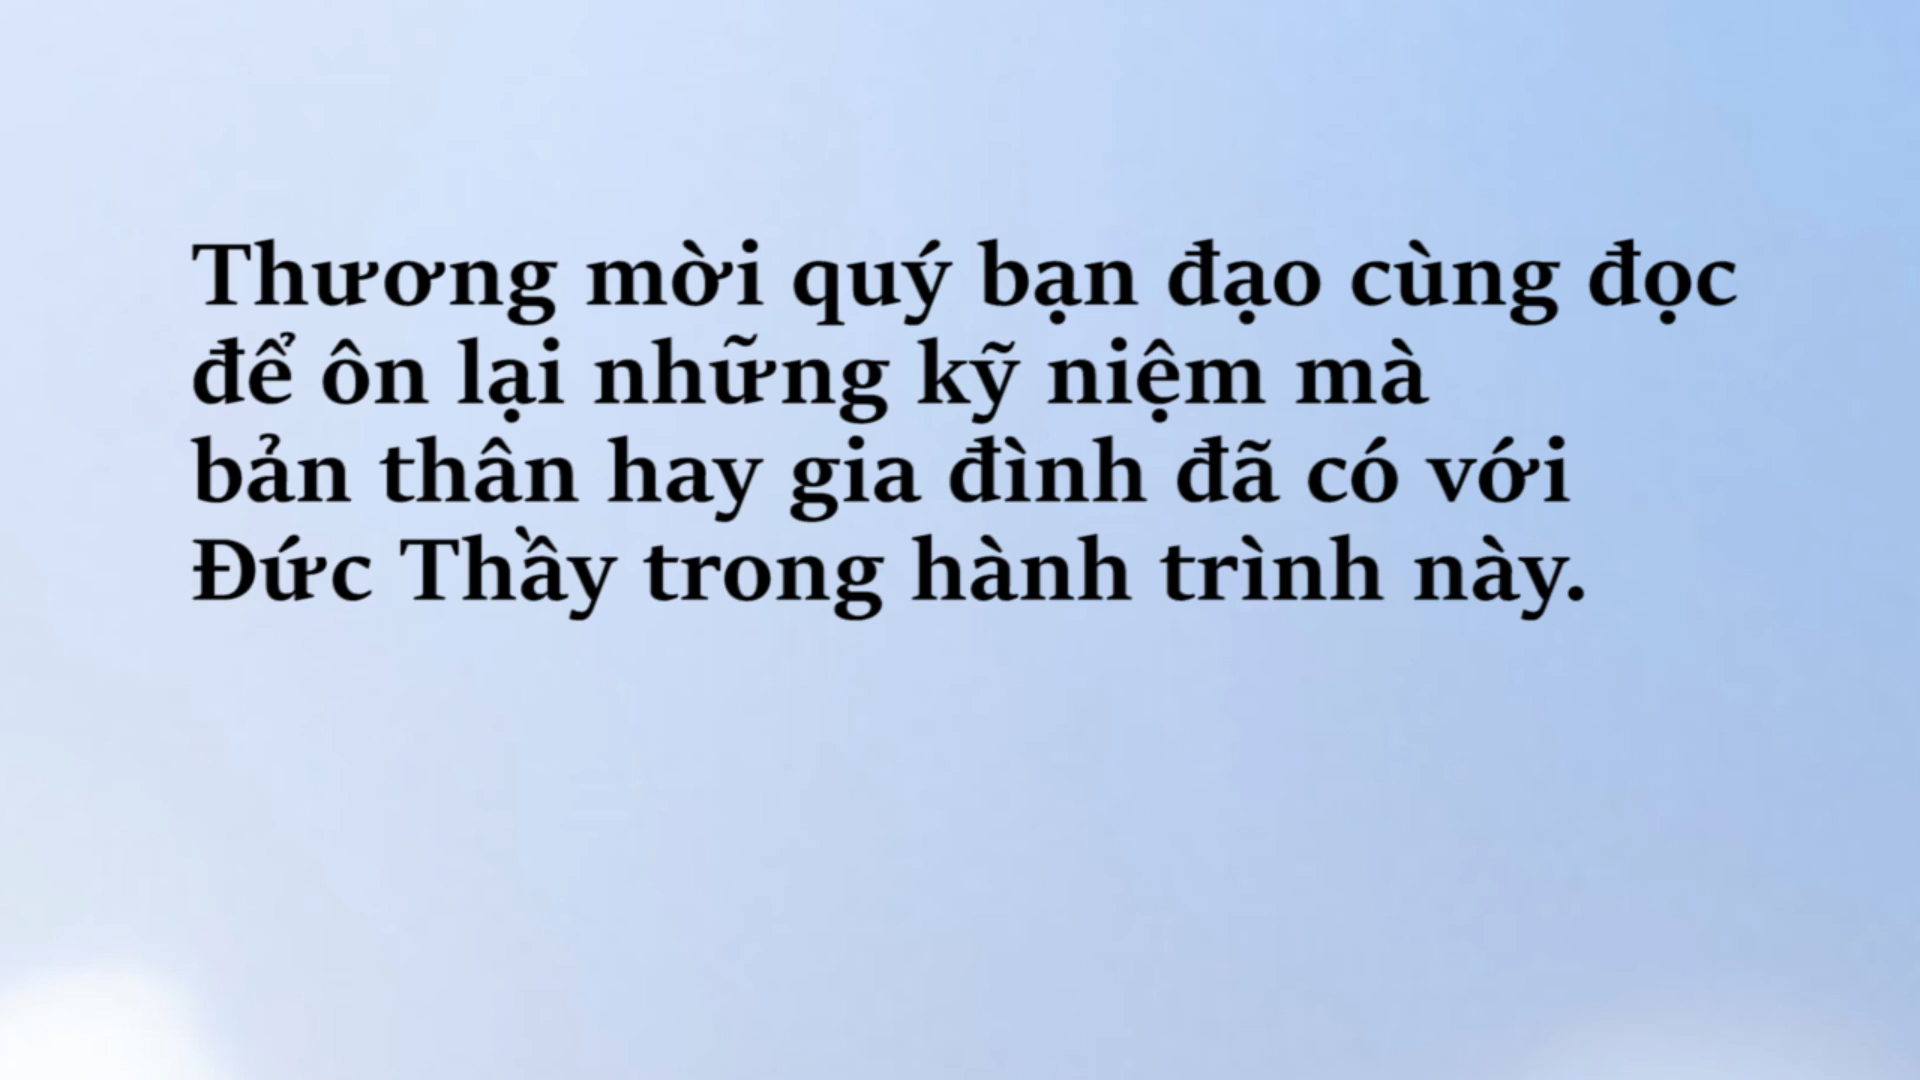 Thương mời quý bạn đạo cùng đọc
để ôn lại những kỹ niệm mà
bản thân hay gia đình đã có với
Đức Thầy trong hành trình này.